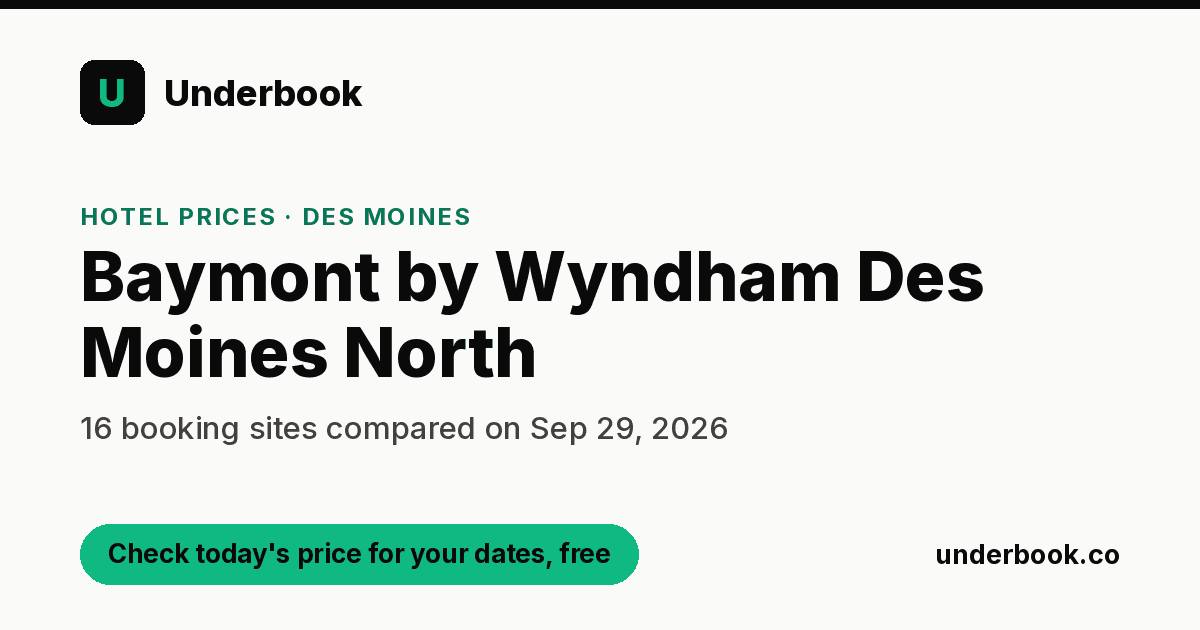 U Underbook
HOTEL PRICES · DES MOINES
Baymont by Wyndham Des
Moines North
16 booking sites compared on Sep 29, 2026
Check today's price for your dates, free
underbook.co